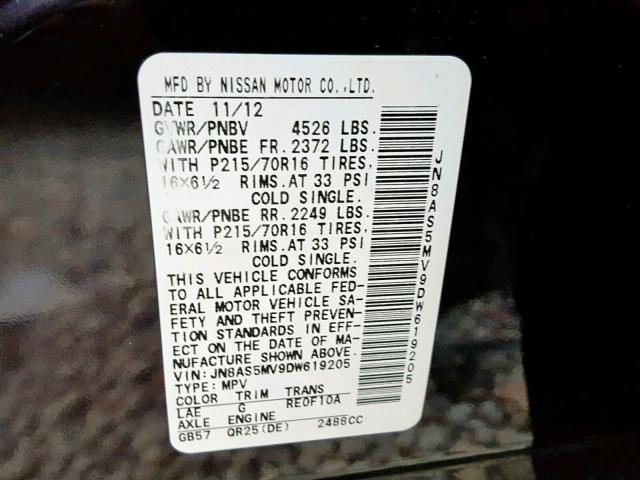 MFD BY NISSAN MOTOR CO.,LTD.
DATE 11/12
GVWR/PNBV 4526 LBS.
GAWR/PNBE FR. 2372 LBS.
WITH P215/70R16 TIRES,
16×6½ RIMS.AT 33 PSI
COLD SINGLE.
GAWR/PNBE RR. 2249 LBS.
WITH P215/70R16 TIRES,
16×6½ RIMS.AT 33 PSI
COLD SINGLE.
THIS VEHICLE CONFORMS
TO ALL APPLICABLE FED-
ERAL MOTOR VEHICLE SA-
FETY AND THEFT PREVEN-
TION STANDARDS IN EFF-
ECT ON THE DATE OF MA-
NUFACTURE SHOWN ABOVE.
VIN:JN8AS5MV9DW619205
TYPE:MPV
COLOR TRIM TRANS
LAE G RE0F10A
AXLE ENGINE
GB57 QR25(DE) 2488CC
JN8AS5MV9DW619205